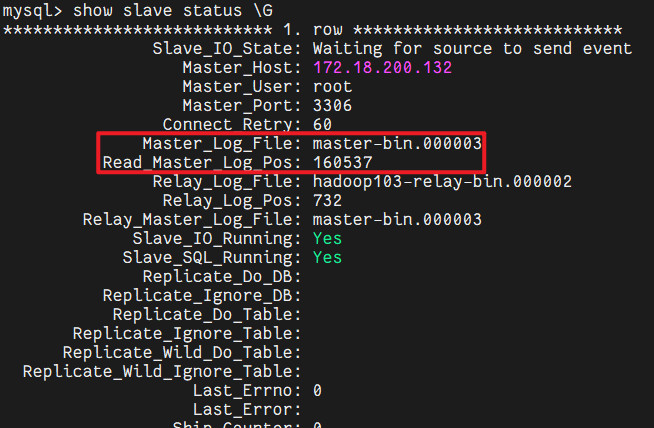 mysql> show slave status \G
*************************** 1. row ***************************
Slave_IO_State: Waiting for source to send event
Master_Host: 172.18.200.132
Master_User: root
Master_Port: 3306
Connect_Retry: 60
Master_Log_File: master-bin.000003
Read_Master_Log_Pos: 160537
Relay_Log_File: hadoop103-relay-bin.000002
Relay_Log_Pos: 732
Relay_Master_Log_File: master-bin.000003
Slave_IO_Running: Yes
Slave_SQL_Running: Yes
Replicate_Do_DB:
Replicate_Ignore_DB:
Replicate_Do_Table:
Replicate_Ignore_Table:
Replicate_Wild_Do_Table:
Replicate_Wild_Ignore_Table:
Last_Errno: 0
Last_Error:
Skip_Counter: 0